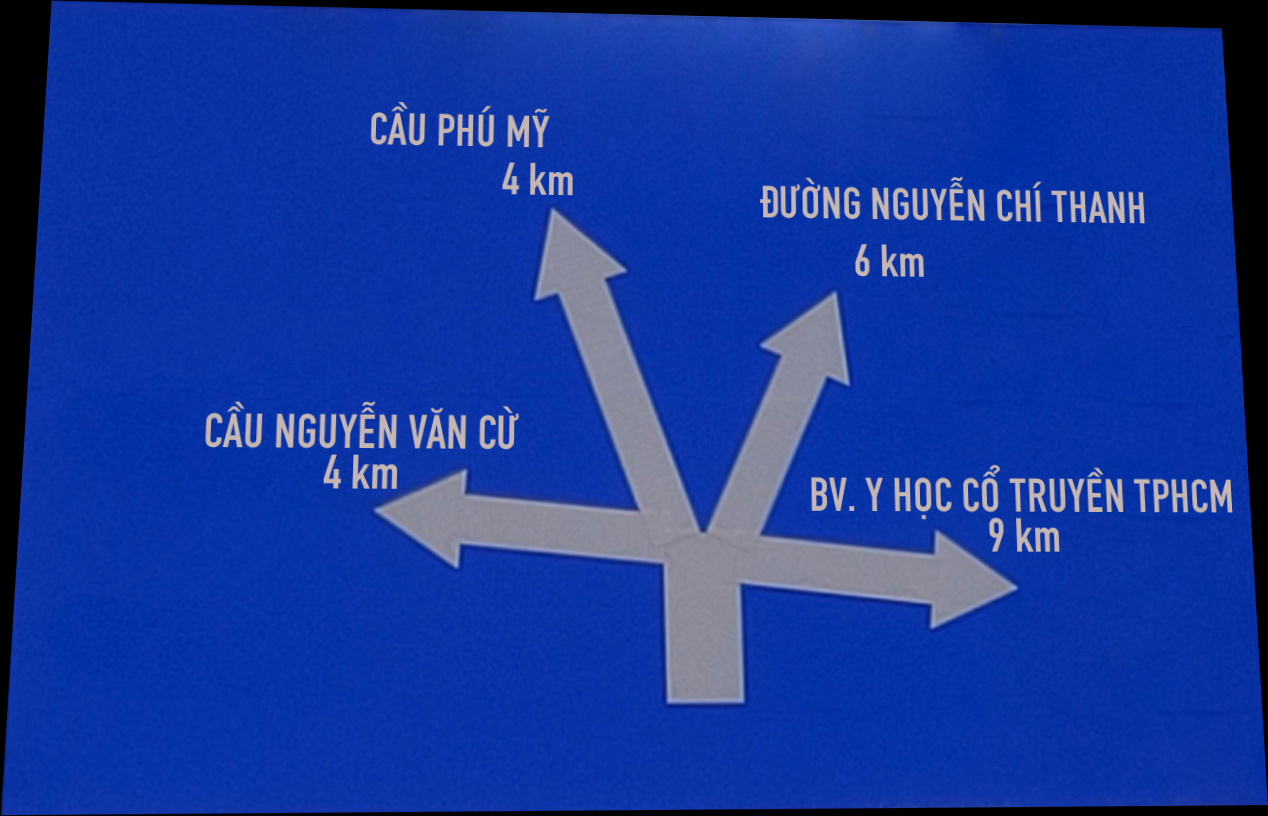 CẦU PHÚ MỸ
4 km
ĐƯỜNG NGUYỄN CHÍ THANH
6 km
CẦU NGUYỄN VĂN CỪ
4 km
BV. Y HỌC CỔ TRUYỀN TPHCM
9 km